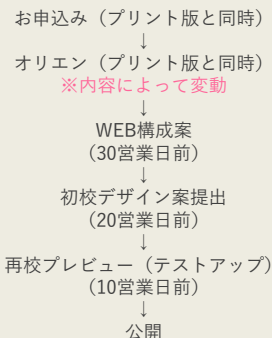 お申込み（プリント版と同時）
↓
オリエン（プリント版と同時）
※内容によって変動
↓
WEB構成案
（30営業日前）
↓
初校デザイン案提出
（20営業日前）
↓
再校プレビュー（テストアップ）
（10営業日前）
↓
公開